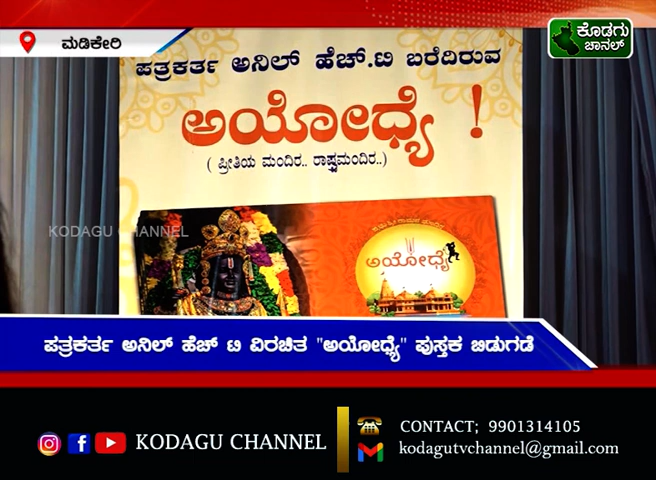 ಮಡಿಕೇರಿ
ಕೊಡಗು
ಚಾನಲ್
ಪತ್ರಕರ್ತ ಅನಿಲ್ ಹೆಚ್.ಟಿ ಬರೆದಿರುವ
ಅಯೋಧ್ಯೆ !
( ಪ್ರೀತಿಯ ಮಂದಿರ.. ರಾಷ್ಟ್ರಮಂದಿರ..)
KODAGU CHANNEL
ಅಯೋಧ್ಯೆ
ಪತ್ರಕರ್ತ ಅನಿಲ್ ಹೆಚ್ ಟಿ ವಿರಚಿತ "ಅಯೋಧ್ಯೆ" ಪುಸ್ತಕ ಬಿಡುಗಡೆ
KODAGU CHANNEL
CONTACT; 9901314105
kodagutvchannel@gmail.com